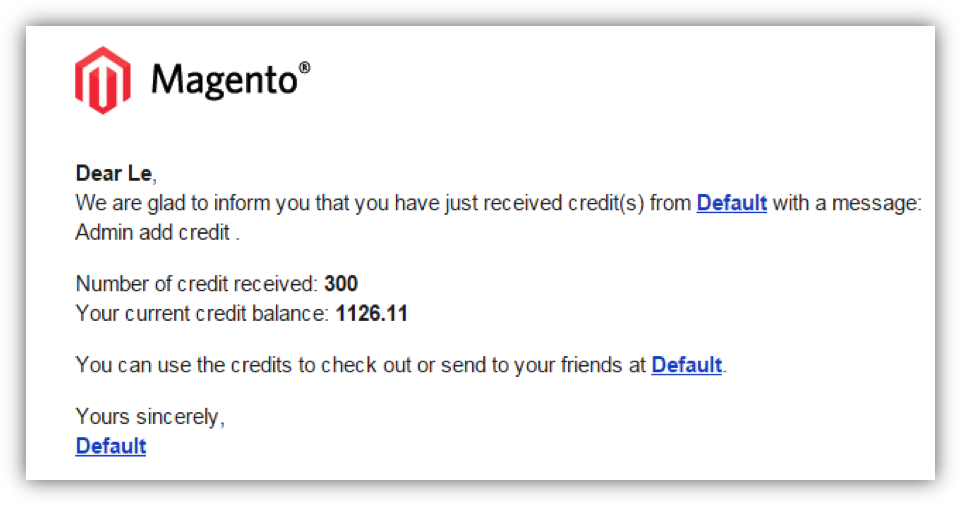 Magento®
Dear Le,
We are glad to inform you that you have just received credit(s) from Default with a message:
Admin add credit .
Number of credit received: 300
Your current credit balance: 1126.11
You can use the credits to check out or send to your friends at Default.
Yours sincerely,
Default